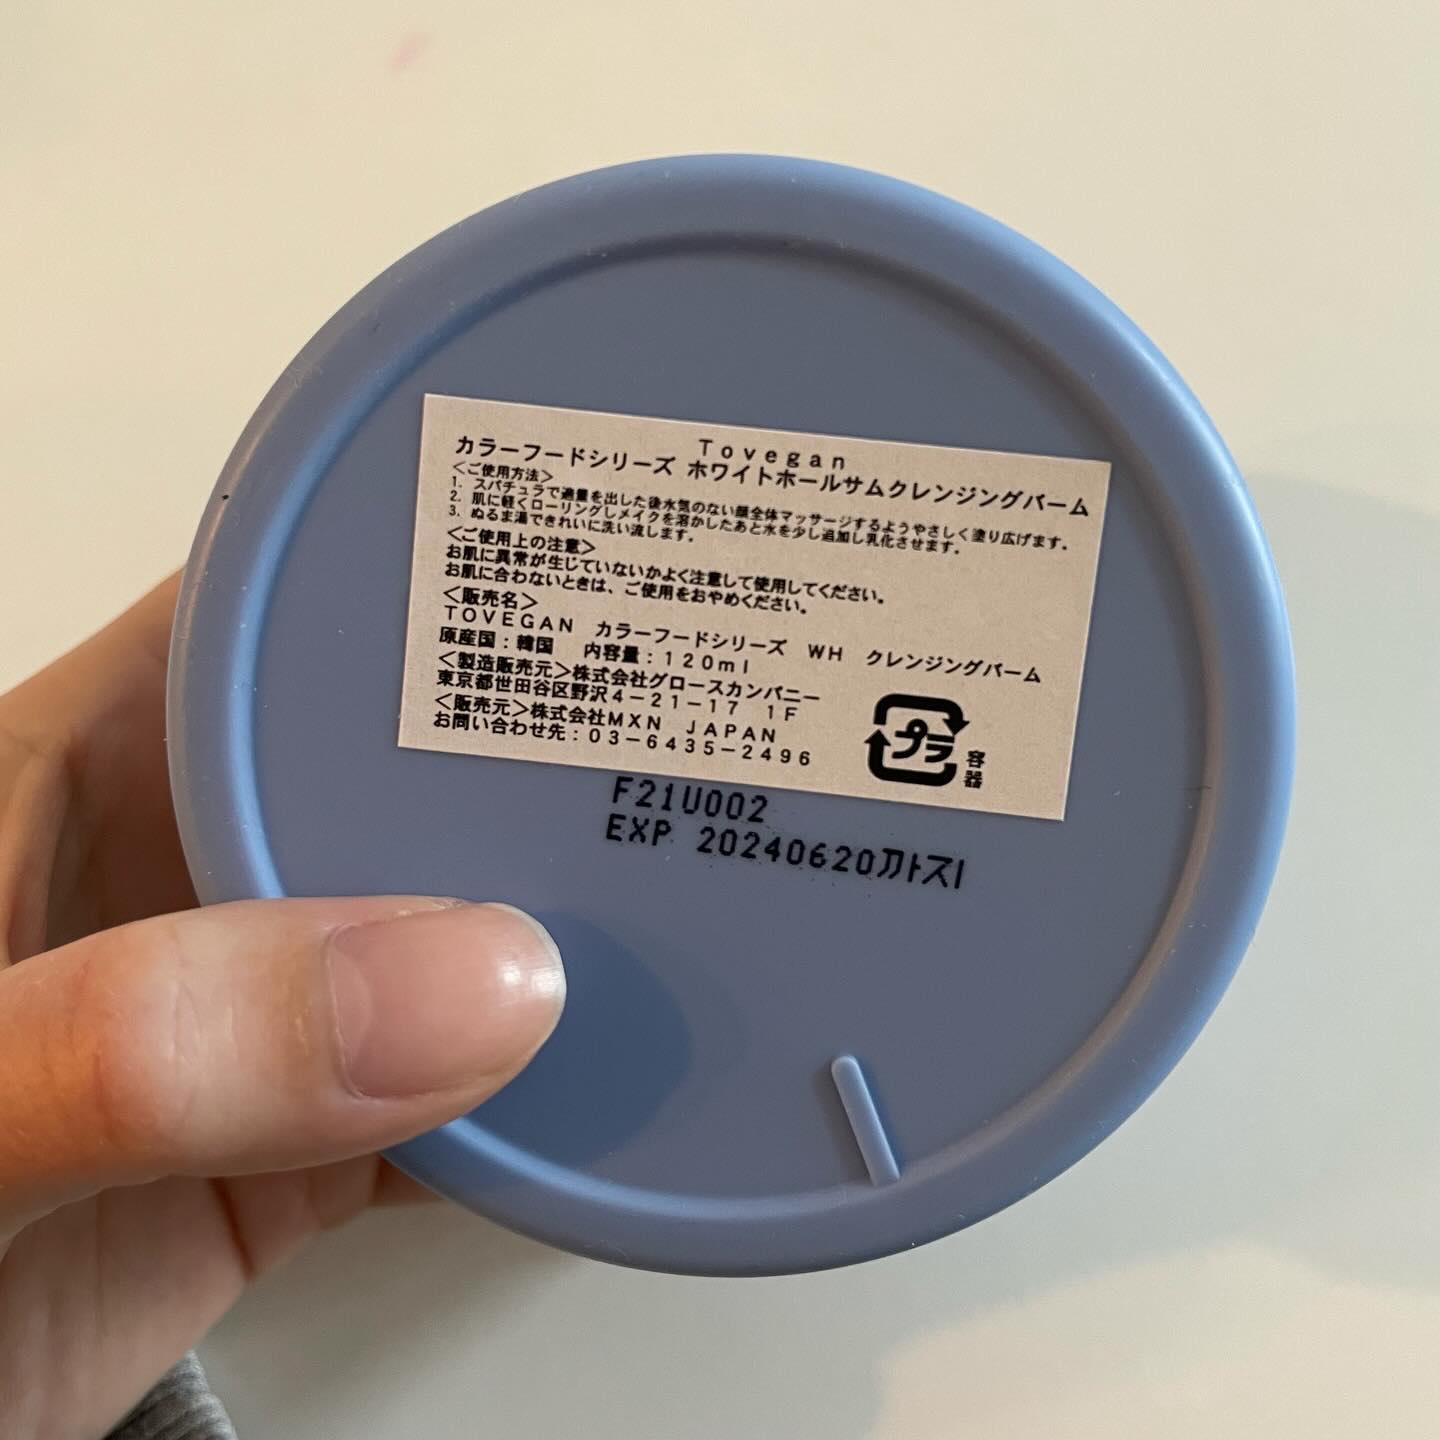 Tovegan
カラーフードシリーズ ホワイトホールサムクレンジングバーム
＜ご使用方法＞
1. スパチュラで適量を出した後水気のない顔全体マッサージするようやさしく塗り広げます。
2. 肌に軽くローリングしメイクを溶かしたあと水を少し追加し乳化させます。
3. ぬるま湯できれいに洗い流します。
＜ご使用上の注意＞
お肌に異常が生じていないかよく注意して使用してください。
お肌に合わないときは、ご使用をおやめください。
＜販売名＞
TOVEGAN カラーフードシリーズ WH クレンジングバーム
原産国：韓国 内容量：120ml
＜製造販売元＞株式会社グロースカンパニー
東京都世田谷区野沢4－21－17 1F
＜販売元＞株式会社MXN JAPAN
お問い合わせ先：03－6435－2496
プラ
容器
F21U002
EXP 20240620까지